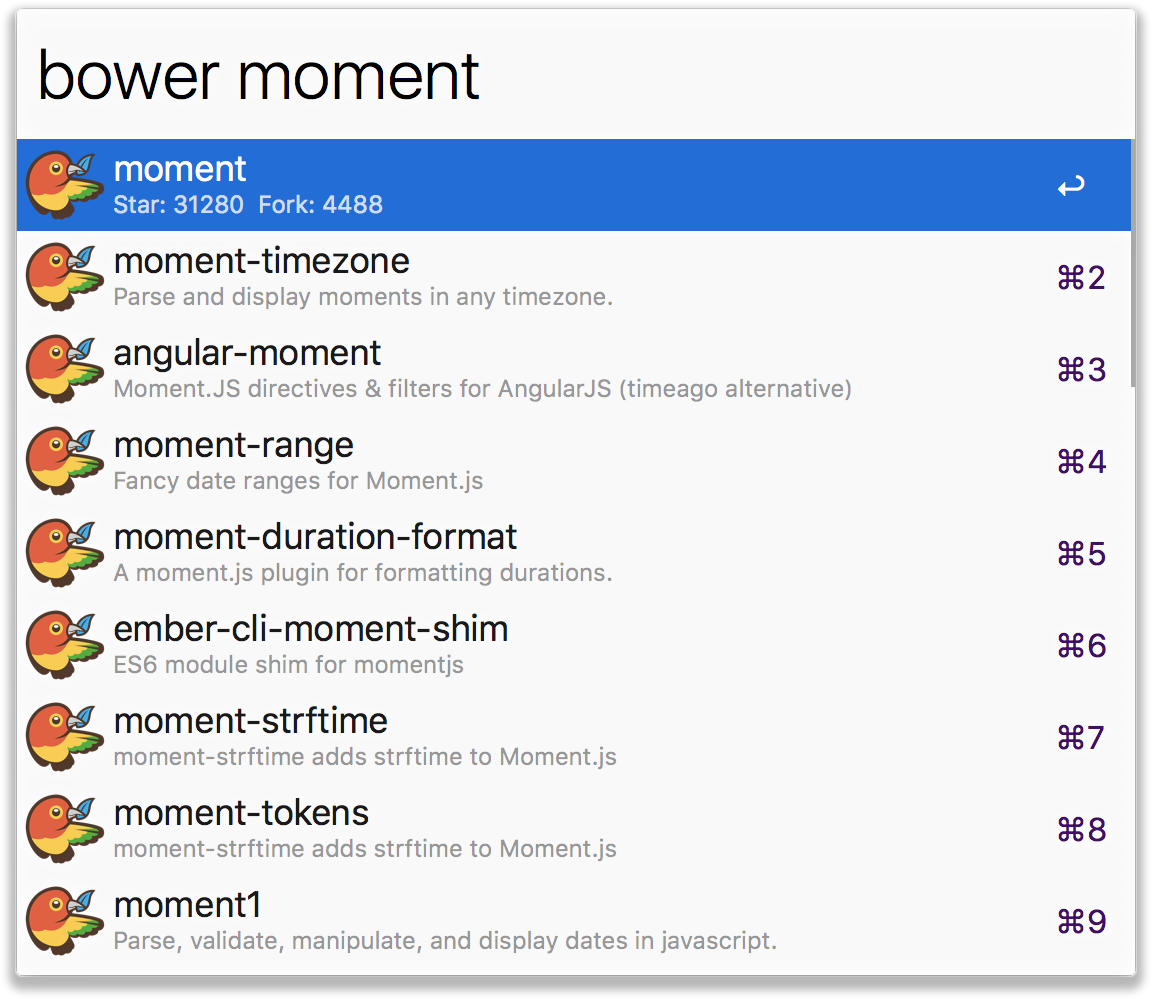 bower moment
moment
Star: 31280  Fork: 4488
moment-timezone
Parse and display moments in any timezone.
⌘2
angular-moment
Moment.JS directives & filters for AngularJS (timeago alternative)
⌘3
moment-range
Fancy date ranges for Moment.js
⌘4
moment-duration-format
A moment.js plugin for formatting durations.
⌘5
ember-cli-moment-shim
ES6 module shim for momentjs
⌘6
moment-strftime
moment-strftime adds strftime to Moment.js
⌘7
moment-tokens
moment-strftime adds strftime to Moment.js
⌘8
moment1
Parse, validate, manipulate, and display dates in javascript.
⌘9